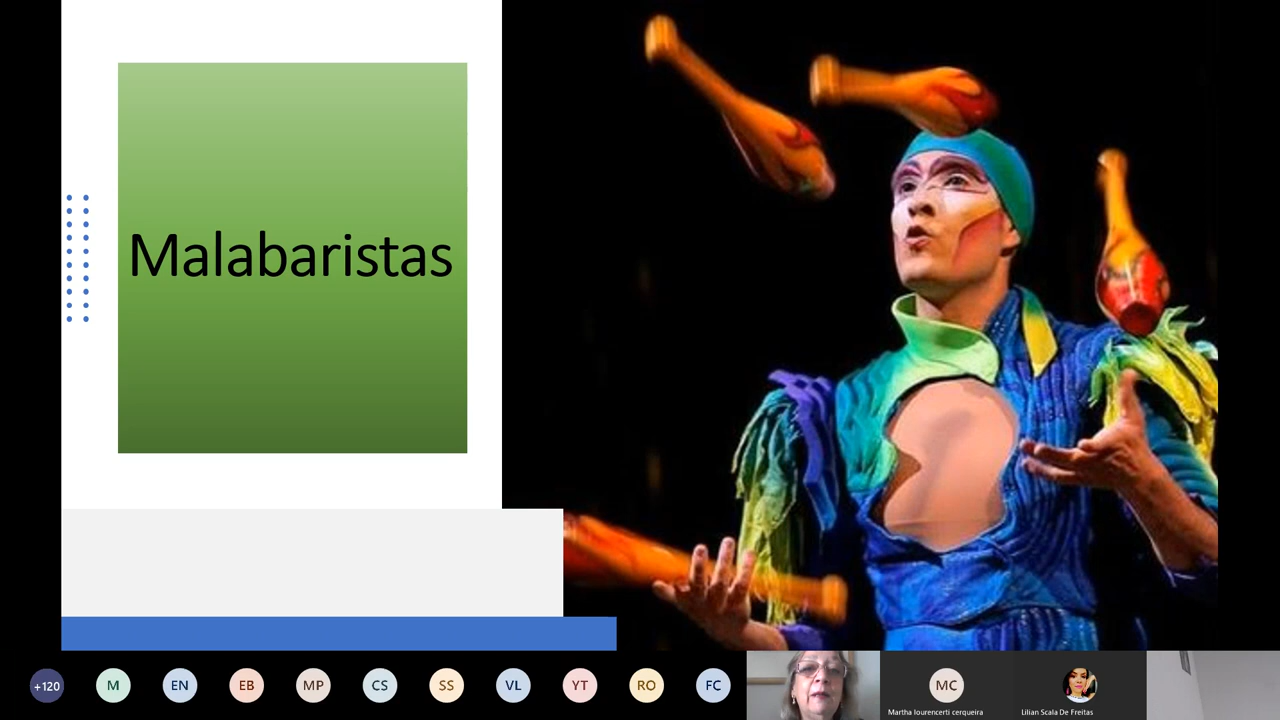 Malabaristas
+120
M
EN
EB
MP
CS
SS
VL
YT
RO
FC
MC
Martha lourencerti cerqueira
Lilian Scala De Freitas